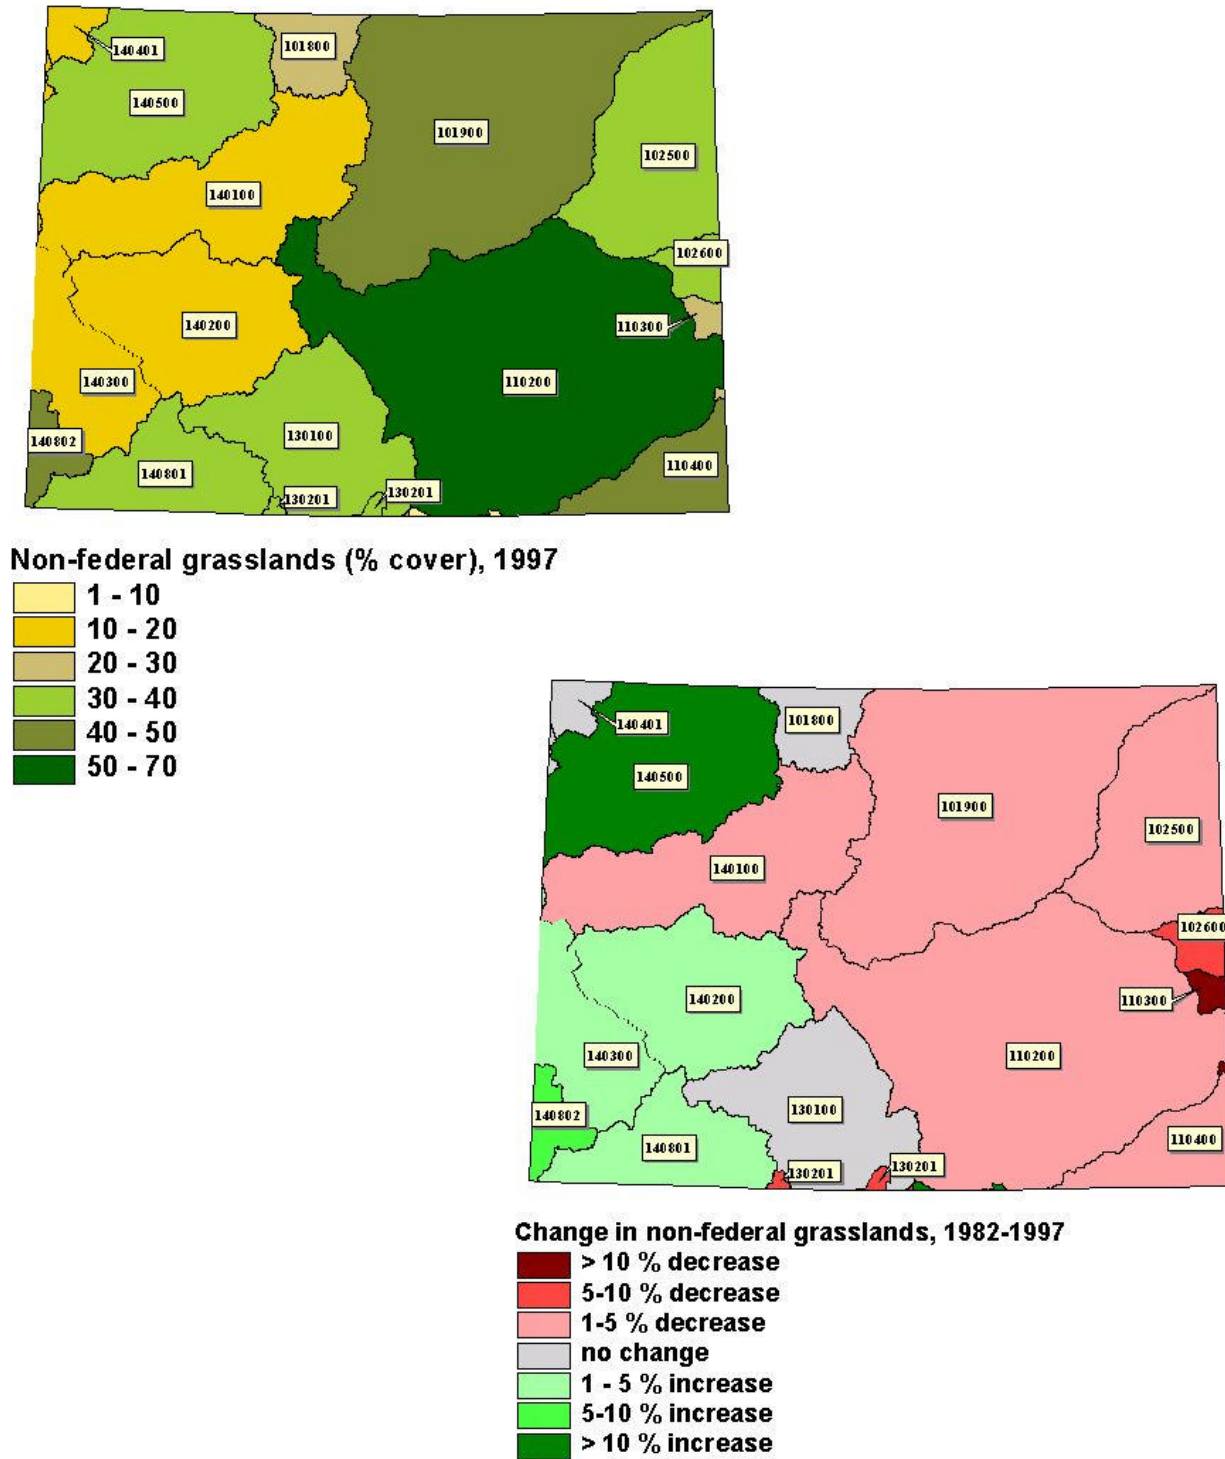 140401
101800
140500
101900
102500
140100
102600
140200
110300
140300
110200
130100
140802
110400
140801
130201
130201
Non-federal grasslands (% cover), 1997
1 - 10
10 - 20
20 - 30
30 - 40
40 - 50
50 - 70
140401
101800
140500
101900
102500
140100
102600
140200
110300
140300
110200
130100
140802
110400
140801
130201
130201
Change in non-federal grasslands, 1982-1997
> 10 % decrease
5-10 % decrease
1-5 % decrease
no change
1 - 5 % increase
5-10 % increase
> 10 % increase